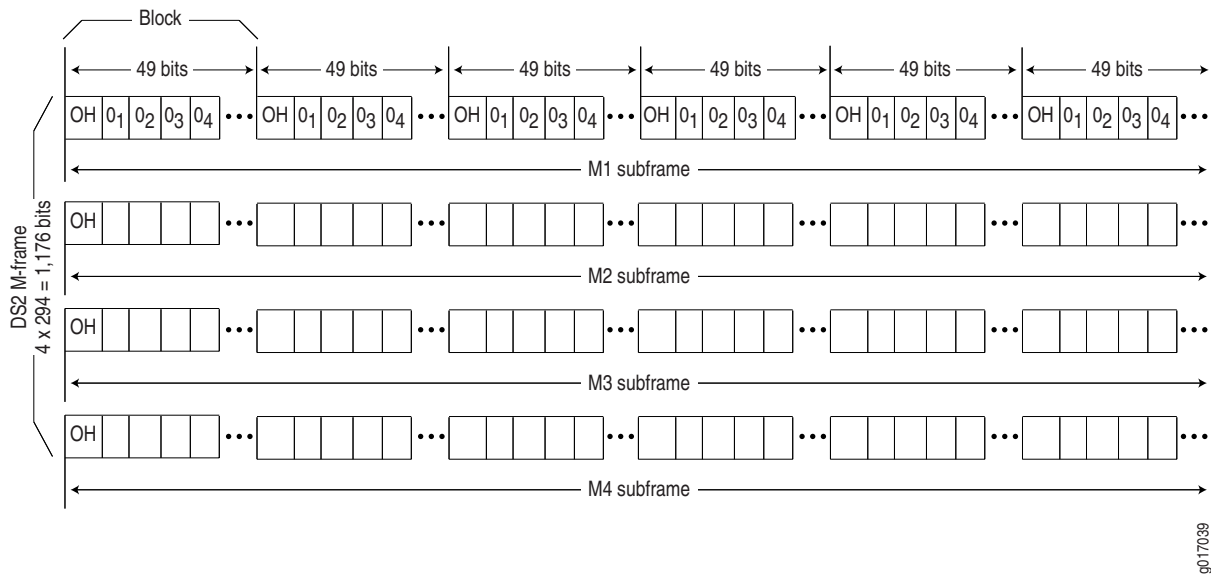 Block
49 bits 49 bits 49 bits 49 bits 49 bits 49 bits
OH 0₁ 0₂ 0₃ 0₄ ••• OH 0₁ 0₂ 0₃ 0₄ ••• OH 0₁ 0₂ 0₃ 0₄ ••• OH 0₁ 0₂ 0₃ 0₄ ••• OH 0₁ 0₂ 0₃ 0₄ ••• OH 0₁ 0₂ 0₃ 0₄ •••
M1 subframe
DS2 M-frame
4 x 294 = 1,176 bits
OH ••• ••• ••• ••• ••• •••
M2 subframe
OH ••• ••• ••• ••• ••• •••
M3 subframe
OH ••• ••• ••• ••• ••• •••
M4 subframe
g017039